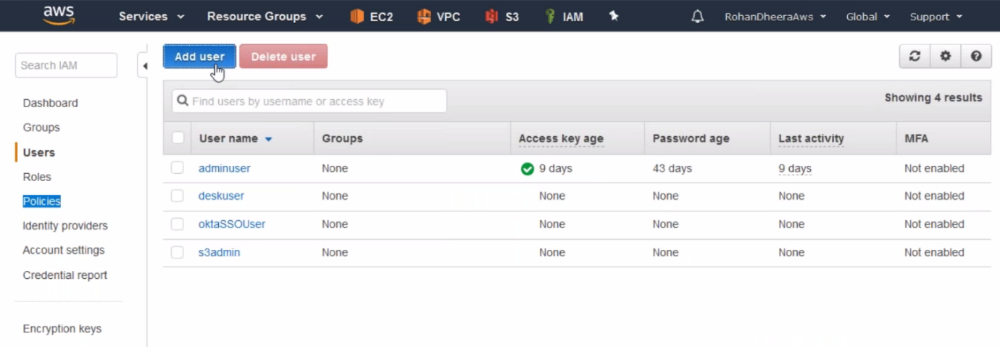 aws Services Resource Groups EC2 VPC S3 IAM RohanDheeraAws Global Support
Search IAM
Add user Delete user
Dashboard
Groups
Users
Roles
Policies
Identity providers
Account settings
Credential report
Encryption keys
Find users by username or access key Showing 4 results
User name Groups Access key age Password age Last activity MFA
adminuser None 9 days 43 days 9 days Not enabled
deskuser None None None None Not enabled
oktaSSOUser None None None None Not enabled
s3admin None None None None Not enabled